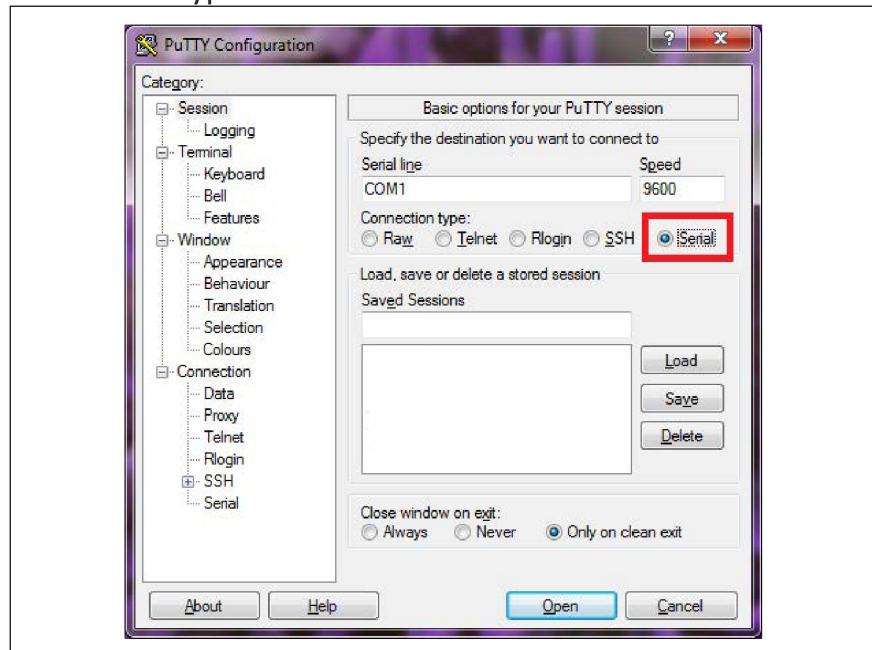 PuTTY Configuration
Category:
Session
Logging
Terminal
Keyboard
Bell
Features
Window
Appearance
Behaviour
Translation
Selection
Colours
Connection
Data
Proxy
Telnet
Rlogin
SSH
Serial
Basic options for your PuTTY session
Specify the destination you want to connect to
Serial line Speed
COM1 9600
Connection type:
Raw Telnet Rlogin SSH Serial
Load, save or delete a stored session
Saved Sessions
Load
Save
Delete
Close window on exit:
Always Never Only on clean exit
About Help Open Cancel